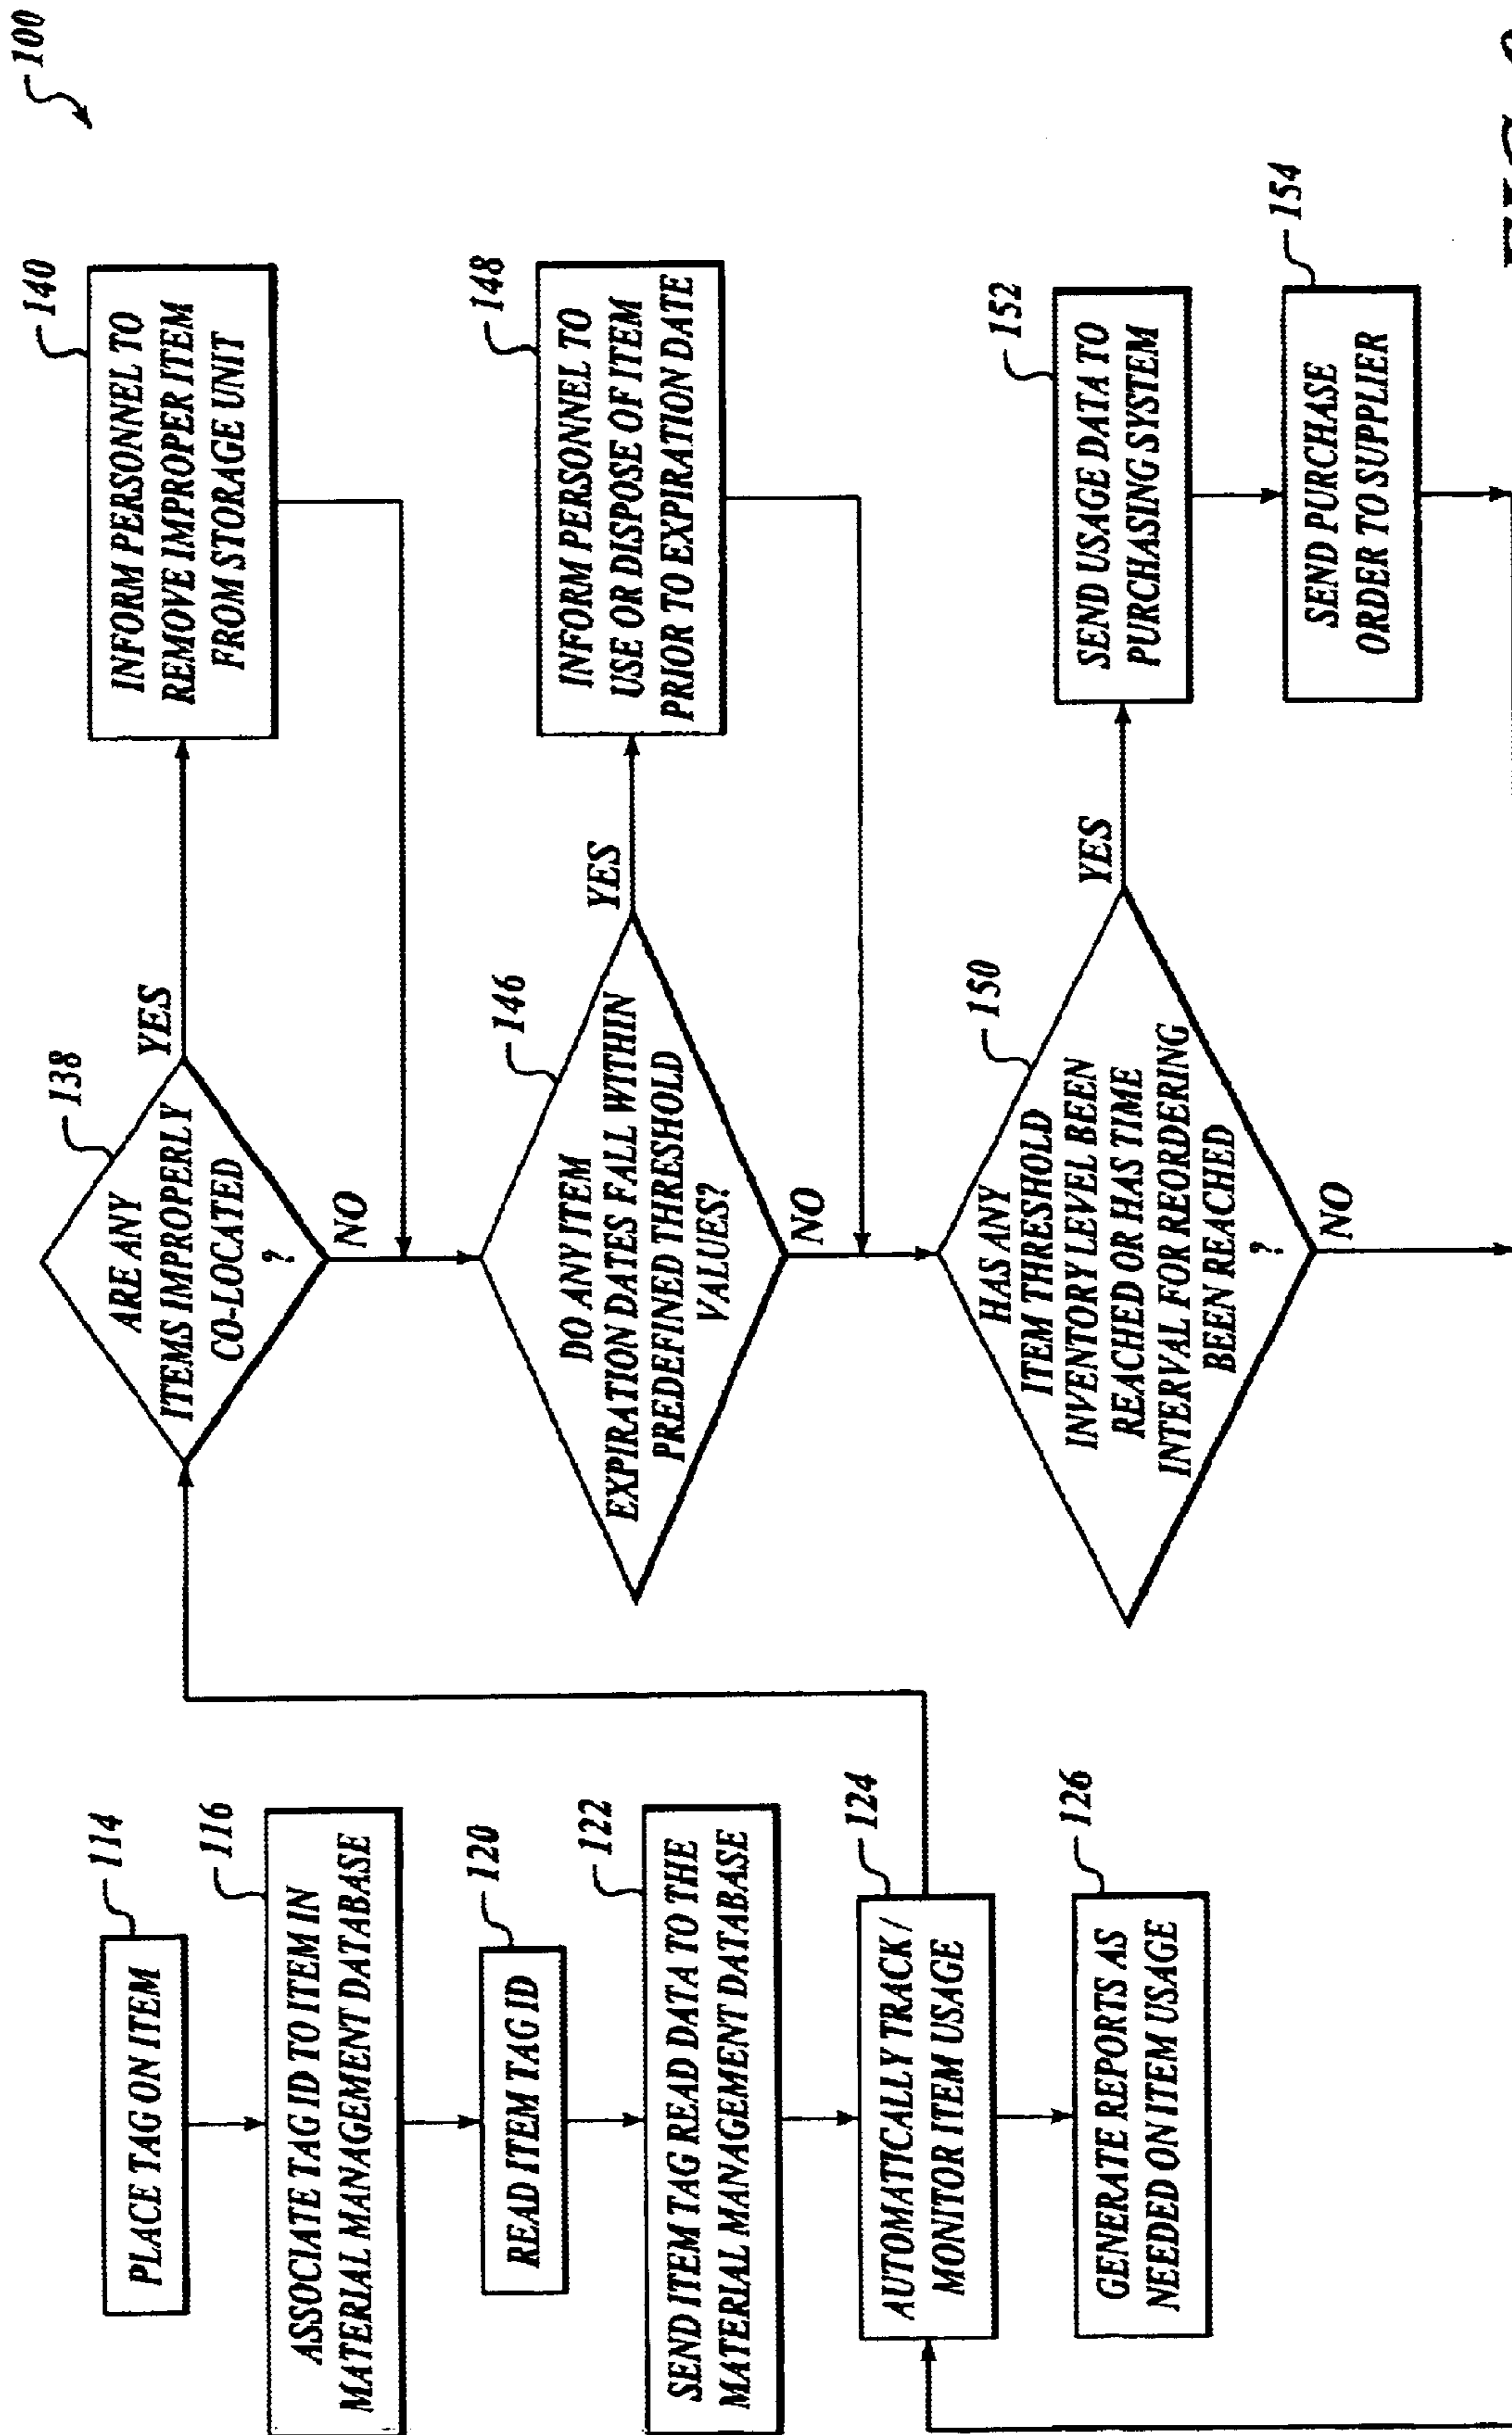 100
114
PLACE TAG ON ITEM
116
ASSOCIATE TAG ID TO ITEM IN
MATERIAL MANAGEMENT DATABASE
120
READ ITEM TAG ID
122
SEND ITEM TAG READ DATA TO THE
MATERIAL MANAGEMENT DATABASE
124
AUTOMATICALLY TRACK /
MONITOR ITEM USAGE
126
GENERATE REPORTS AS
NEEDED ON ITEM USAGE
138
ARE ANY
ITEMS IMPROPERLY
CO-LOCATED
?
YES
NO
140
INFORM PERSONNEL TO
REMOVE IMPROPER ITEM
FROM STORAGE UNIT
146
DO ANY ITEM
EXPIRATION DATES FALL WITHIN
PREDEFINED THRESHOLD
VALUES?
YES
NO
148
INFORM PERSONNEL TO
USE OR DISPOSE OF ITEM
PRIOR TO EXPIRATION DATE
150
HAS ANY
ITEM THRESHOLD
INVENTORY LEVEL BEEN
REACHED OR HAS TIME
INTERVAL FOR REORDERING
BEEN REACHED
?
YES
NO
152
SEND USAGE DATA TO
PURCHASING SYSTEM
154
SEND PURCHASE
ORDER TO SUPPLIER